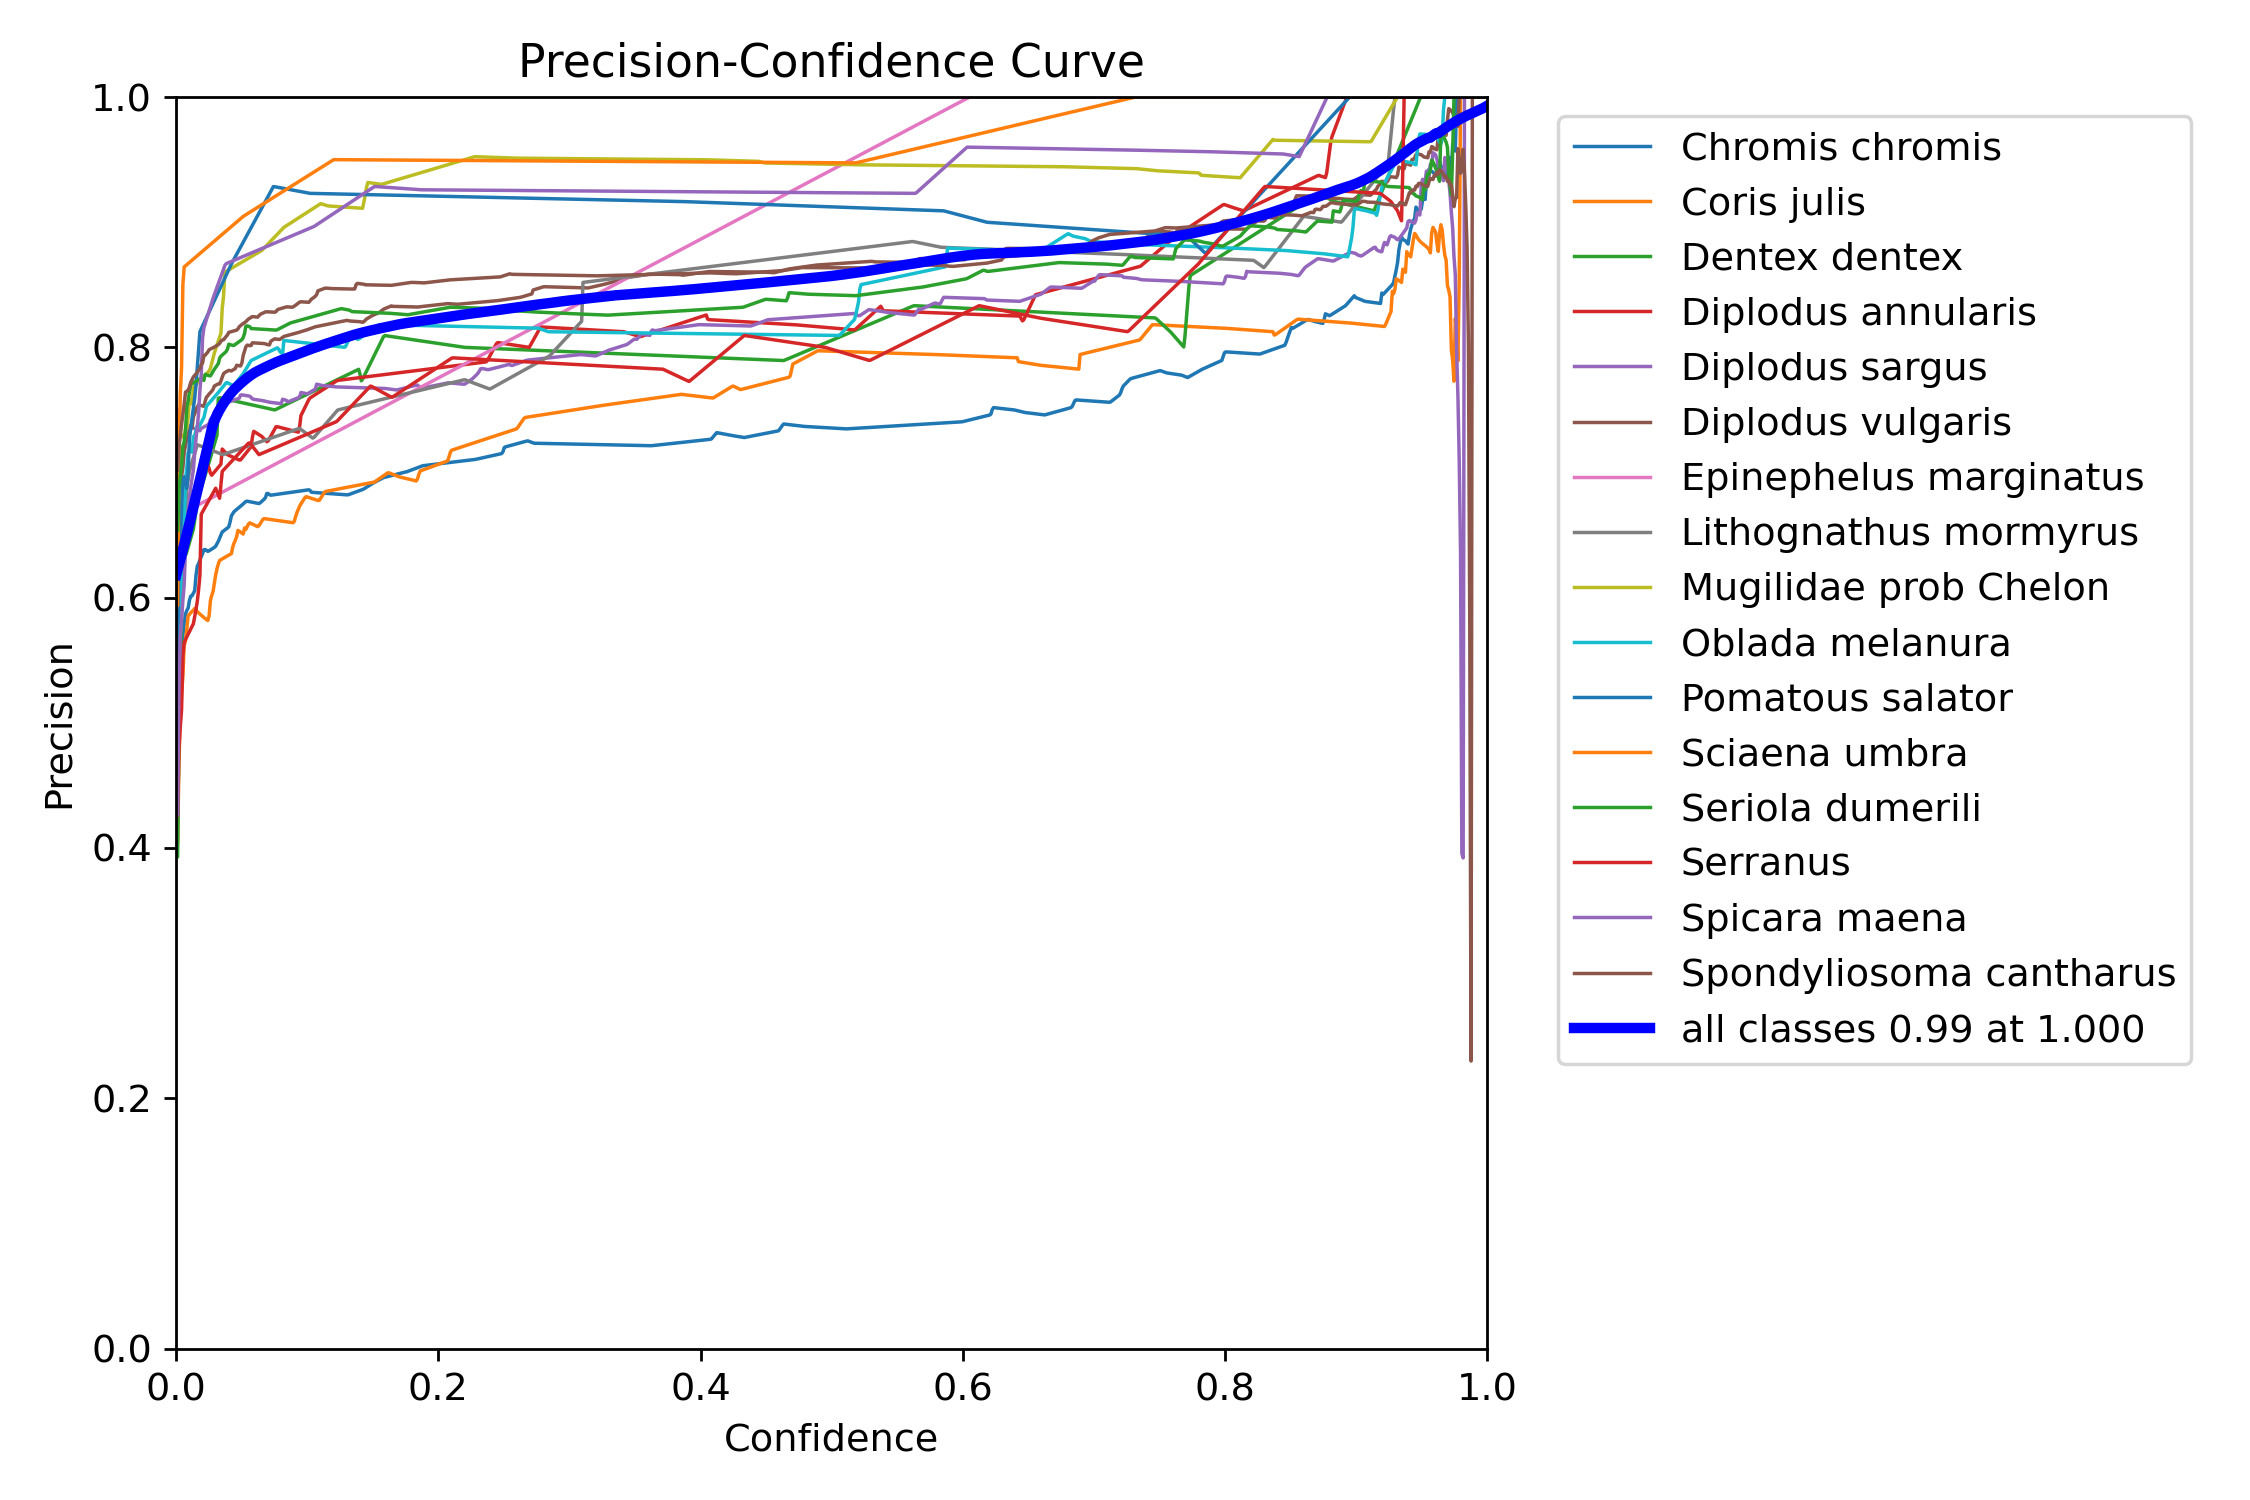 Precision-Confidence Curve
1.0
0.8
0.6
0.4
0.2
0.0
Precision
0.0 0.2 0.4 0.6 0.8 1.0
Confidence
Chromis chromis
Coris julis
Dentex dentex
Diplodus annularis
Diplodus sargus
Diplodus vulgaris
Epinephelus marginatus
Lithognathus mormyrus
Mugilidae prob Chelon
Oblada melanura
Pomatous salator
Sciaena umbra
Seriola dumerili
Serranus
Spicara maena
Spondyliosoma cantharus
all classes 0.99 at 1.000